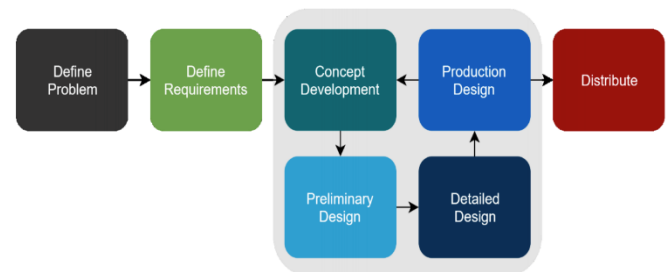 Define
Problem
Define
Requirements
Concept
Development
Production
Design
Distribute
Preliminary
Design
Detailed
Design